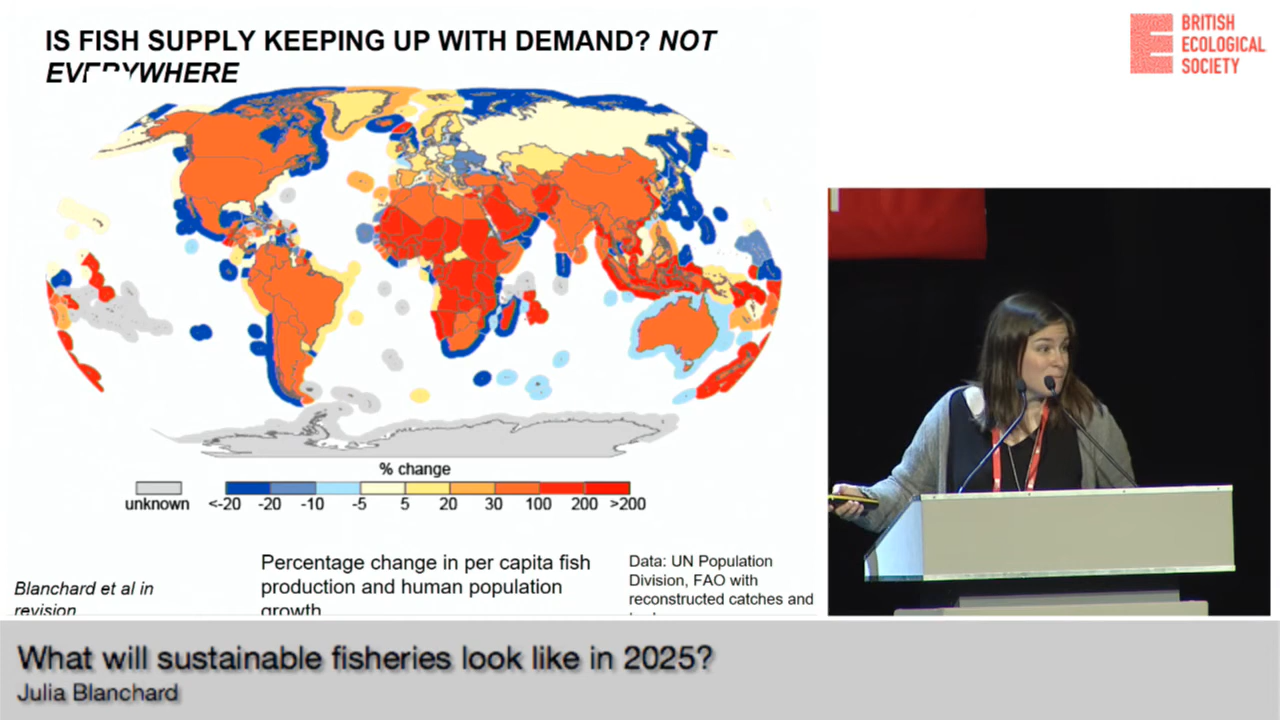 IS FISH SUPPLY KEEPING UP WITH DEMAND? NOT
EVERYWHERE
BRITISH
ECOLOGICAL
SOCIETY
% change
unknown
<-20 -20 -10 -5 5 20 30 100 200 >200
Percentage change in per capita fish
production and human population
growth
Data: UN Population
Division, FAO with
reconstructed catches and
Blanchard et al in
revision
What will sustainable fisheries look like in 2025?
Julia Blanchard